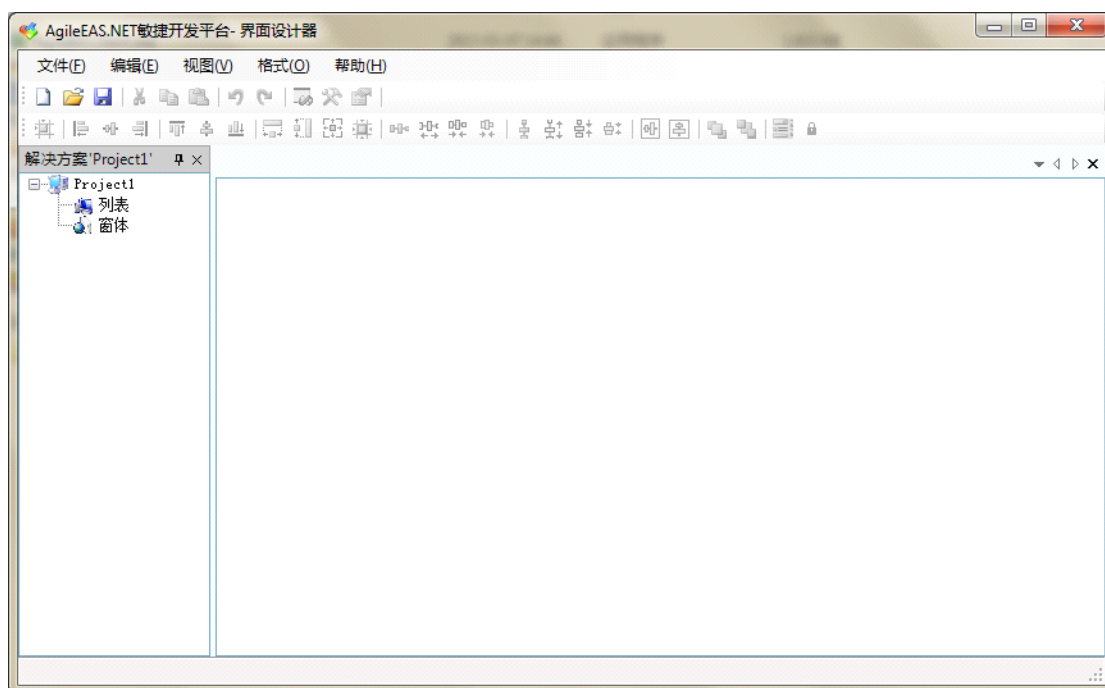 AgileEAS.NET敏捷开发平台- 界面设计器
文件(F) 编辑(E) 视图(V) 格式(O) 帮助(H)
解决方案'Project1'
Project1
列表
窗体